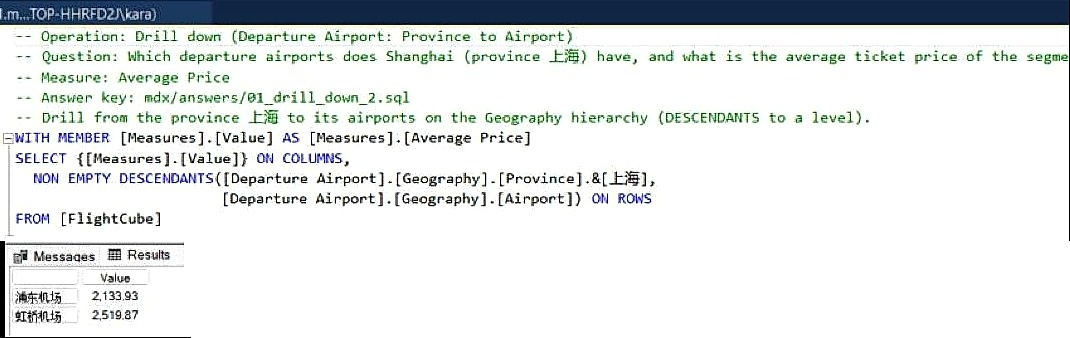 l.m...TOP-HHRFD2J\kara)
-- Operation: Drill down (Departure Airport: Province to Airport)
-- Question: Which departure airports does Shanghai (province 上海) have, and what is the average ticket price of the segme
-- Measure: Average Price
-- Answer key: mdx/answers/01_drill_down_2.sql
-- Drill from the province 上海 to its airports on the Geography hierarchy (DESCENDANTS to a level).
WITH MEMBER [Measures].[Value] AS [Measures].[Average Price]
SELECT {[Measures].[Value]} ON COLUMNS,
NON EMPTY DESCENDANTS([Departure Airport].[Geography].[Province].&[上海],
[Departure Airport].[Geography].[Airport]) ON ROWS
FROM [FlightCube]
Messages Results
Value
浦东机场 2,133.93
虹桥机场 2,519.87